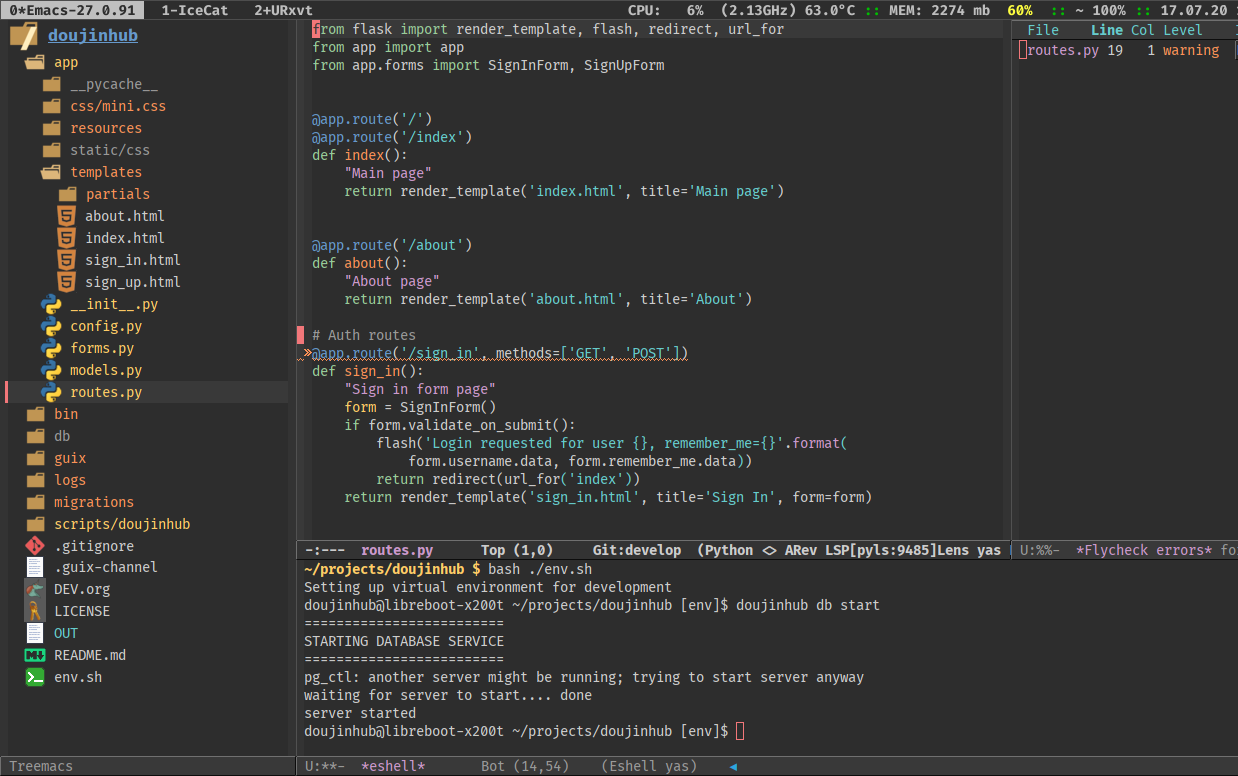 0*Emacs-27.0.91 1-IceCat 2+URxvt CPU: 6% (2.13GHz) 63.0°C :: MEM: 2274 mb 60% :: ~ 100% :: 17.07.20
doujinhub
app
__pycache__
css/mini.css
resources
static/css
templates
partials
about.html
index.html
sign_in.html
sign_up.html
__init__.py
config.py
forms.py
models.py
routes.py
bin
db
guix
logs
migrations
scripts/doujinhub
.gitignore
.guix-channel
DEV.org
LICENSE
OUT
README.md
env.sh
Treemacs
from flask import render_template, flash, redirect, url_for
from app import app
from app.forms import SignInForm, SignUpForm
@app.route('/')
@app.route('/index')
def index():
"Main page"
return render_template('index.html', title='Main page')
@app.route('/about')
def about():
"About page"
return render_template('about.html', title='About')
# Auth routes
»@app.route('/sign_in', methods=['GET', 'POST'])
def sign_in():
"Sign in form page"
form = SignInForm()
if form.validate_on_submit():
flash('Login requested for user {}, remember_me={}'.format(
form.username.data, form.remember_me.data))
return redirect(url_for('index'))
return render_template('sign_in.html', title='Sign In', form=form)
-:--- routes.py Top (1,0) Git:develop (Python <> ARev LSP[pyls:9485]Lens yas
File Line Col Level
routes.py 19 1 warning
U:%%- *Flycheck errors* fo
~/projects/doujinhub $ bash ./env.sh
Setting up virtual environment for development
doujinhub@libreboot-x200t ~/projects/doujinhub [env]$ doujinhub db start
=========================
STARTING DATABASE SERVICE
=========================
pg_ctl: another server might be running; trying to start server anyway
waiting for server to start.... done
server started
doujinhub@libreboot-x200t ~/projects/doujinhub [env]$
U:**- *eshell* Bot (14,54) (Eshell yas)